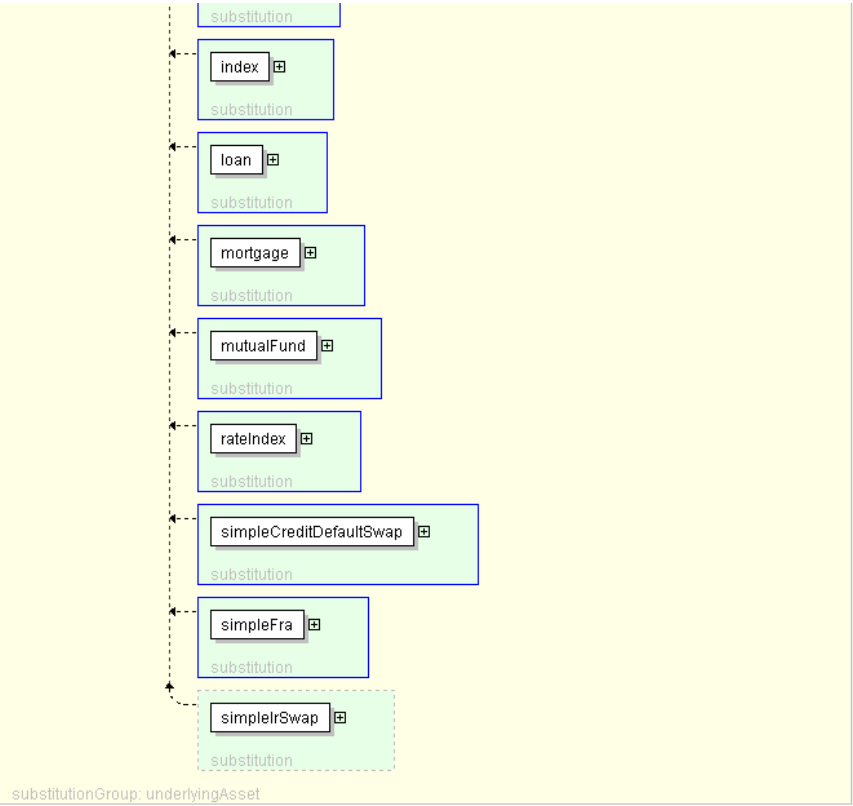 substitution
index
substitution
loan
substitution
mortgage
substitution
mutualFund
substitution
rateIndex
substitution
simpleCreditDefaultSwap
substitution
simpleFra
substitution
simpleIrSwap
substitution
substitutionGroup: underlyingAsset